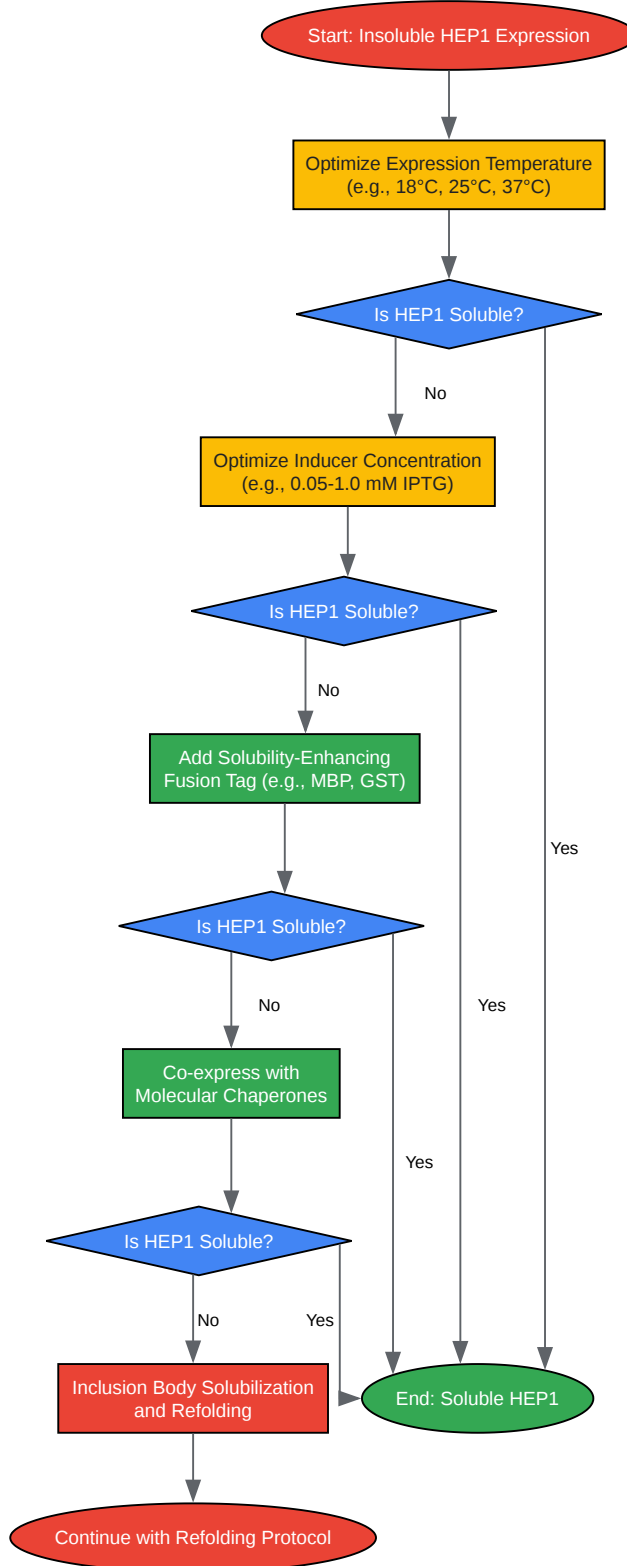 Start: Insoluble HEP1 Expression
Optimize Expression Temperature
(e.g., 18°C, 25°C, 37°C)
Is HEP1 Soluble?
No
Optimize Inducer Concentration
(e.g., 0.05-1.0 mM IPTG)
Is HEP1 Soluble?
No
Add Solubility-Enhancing
Fusion Tag (e.g., MBP, GST)
Yes
Is HEP1 Soluble?
No
Yes
Co-express with
Molecular Chaperones
Yes
Is HEP1 Soluble?
No
Yes
Inclusion Body Solubilization
and Refolding
End: Soluble HEP1
Continue with Refolding Protocol